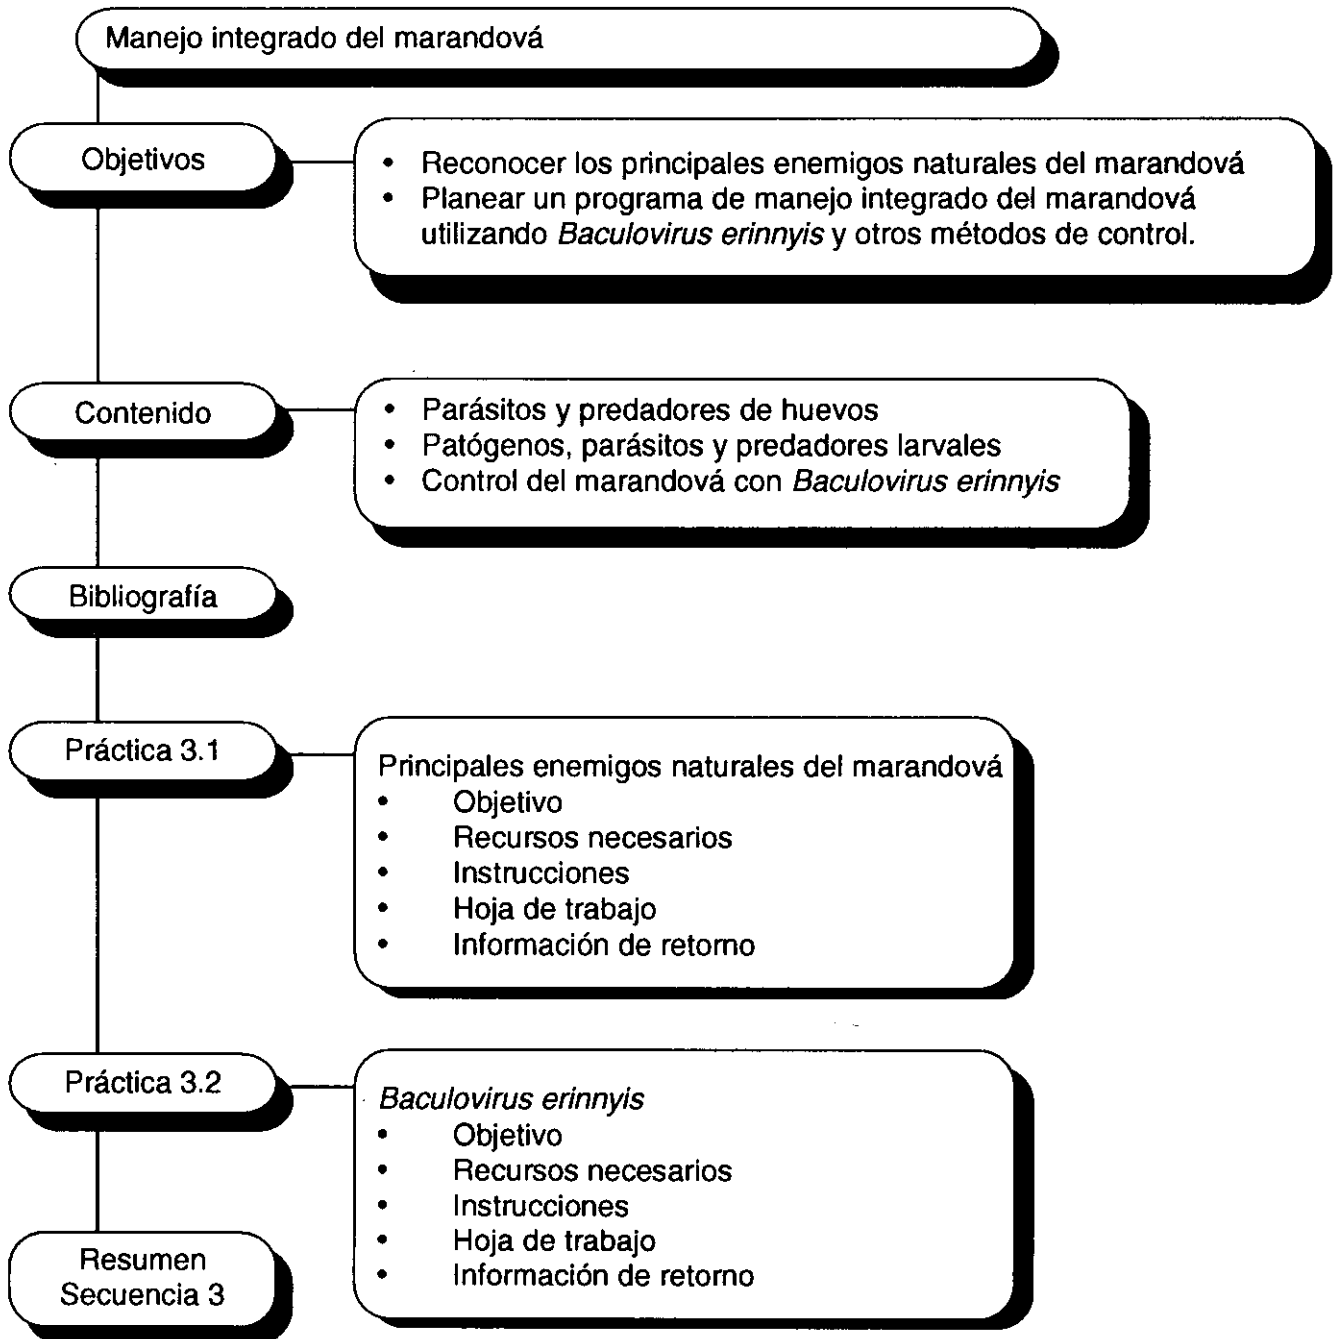 Manejo integrado del marandová
Objetivos
• Reconocer los principales enemigos naturales del marandová
• Planear un programa de manejo integrado del marandová
utilizando Baculovirus erinnyis y otros métodos de control.
Contenido
• Parásitos y predadores de huevos
• Patógenos, parásitos y predadores larvales
• Control del marandová con Baculovirus erinnyis
Bibliografía
Práctica 3.1
Principales enemigos naturales del marandová
• Objetivo
• Recursos necesarios
• Instrucciones
• Hoja de trabajo
• Información de retorno
Práctica 3.2
Baculovirus erinnyis
• Objetivo
• Recursos necesarios
• Instrucciones
• Hoja de trabajo
• Información de retorno
Resumen
Secuencia 3